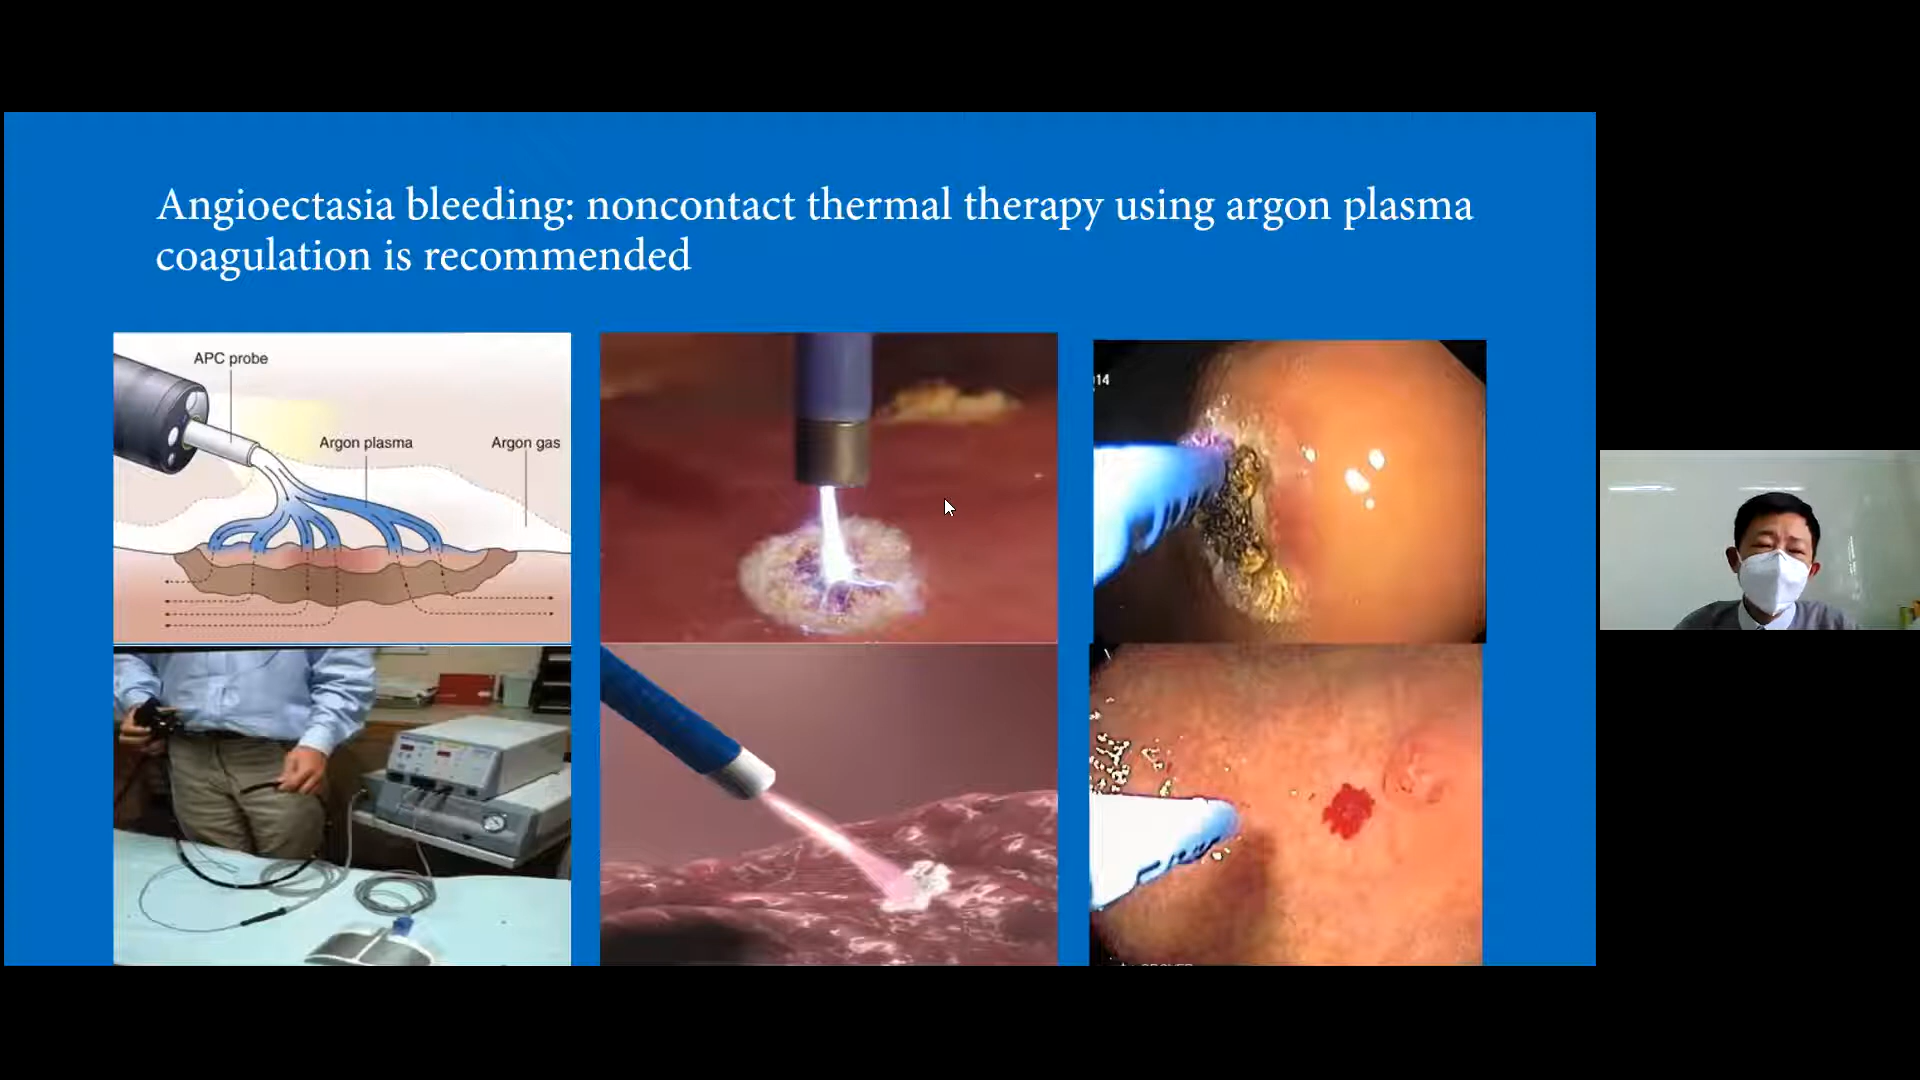 Angioectasia bleeding: noncontact thermal therapy using argon plasma
coagulation is recommended
APC probe
Argon plasma
Argon gas
14